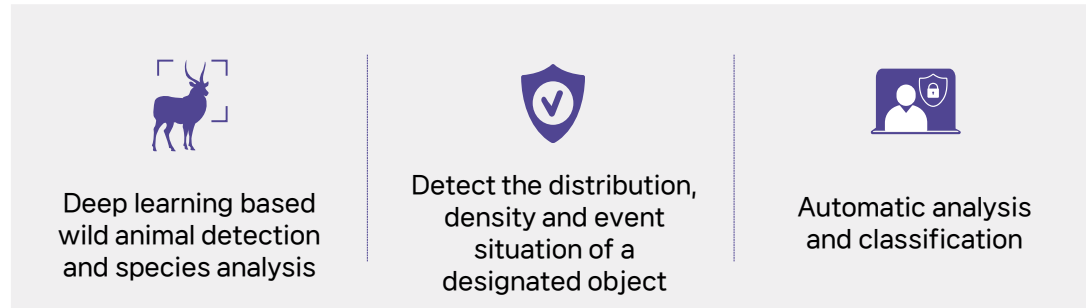 Deep learning based
wild animal detection
and species analysis
Detect the distribution,
density and event
situation of a
designated object
Automatic analysis
and classification